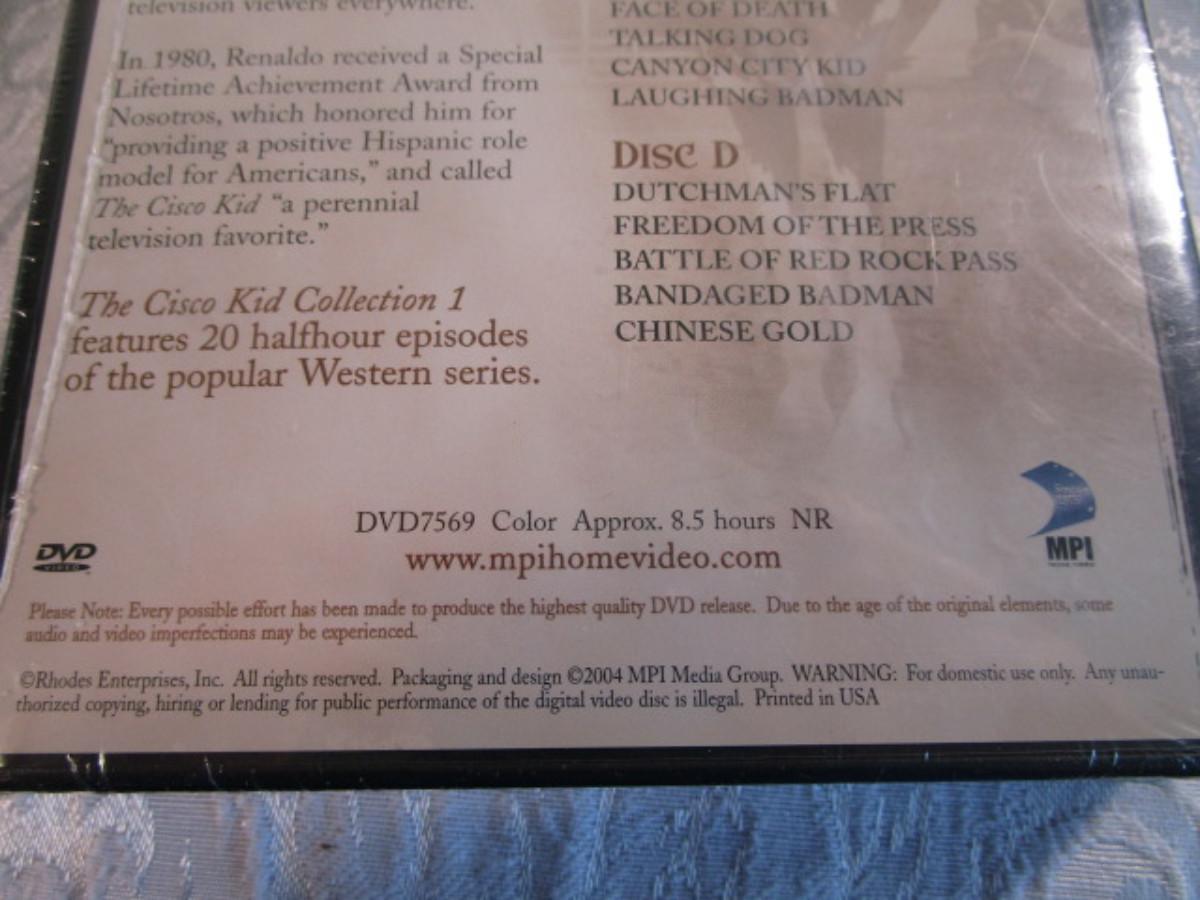 television viewers everywhere.
In 1980, Renaldo received a Special
Lifetime Achievement Award from
Nosotros, which honored him for
“providing a positive Hispanic role
model for Americans,” and called
The Cisco Kid “a perennial
television favorite.”
The Cisco Kid Collection 1
features 20 halfhour episodes
of the popular Western series.
FACE OF DEATH
TALKING DOG
CANYON CITY KID
LAUGHING BADMAN
DISC D
DUTCHMAN'S FLAT
FREEDOM OF THE PRESS
BATTLE OF RED ROCK PASS
BANDAGED BADMAN
CHINESE GOLD
DVD7569 Color Approx. 8.5 hours NR
www.mpihomevideo.com
DVD
VIDEO
MPI
Please Note: Every possible effort has been made to produce the highest quality DVD release. Due to the age of the original elements, some
audio and video imperfections may be experienced.
©Rhodes Enterprises, Inc. All rights reserved. Packaging and design ©2004 MPI Media Group. WARNING: For domestic use only. Any unau-
thorized copying, hiring or lending for public performance of the digital video disc is illegal. Printed in USA